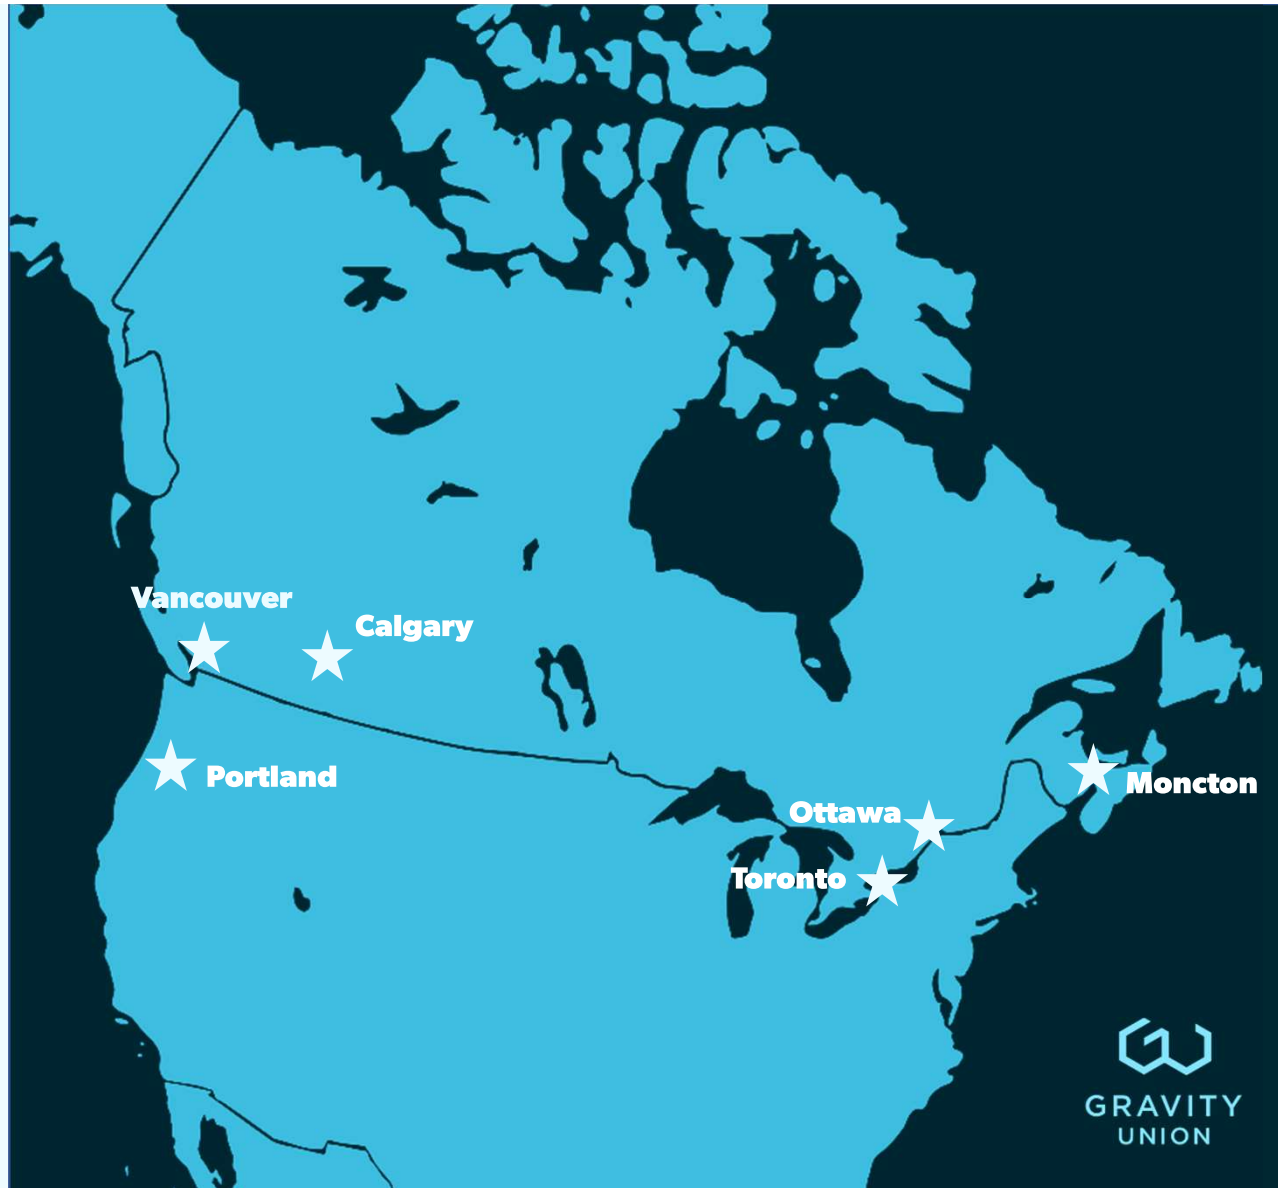 Vancouver
Calgary
Portland
Ottawa
Moncton
Toronto
GRAVITY
UNION